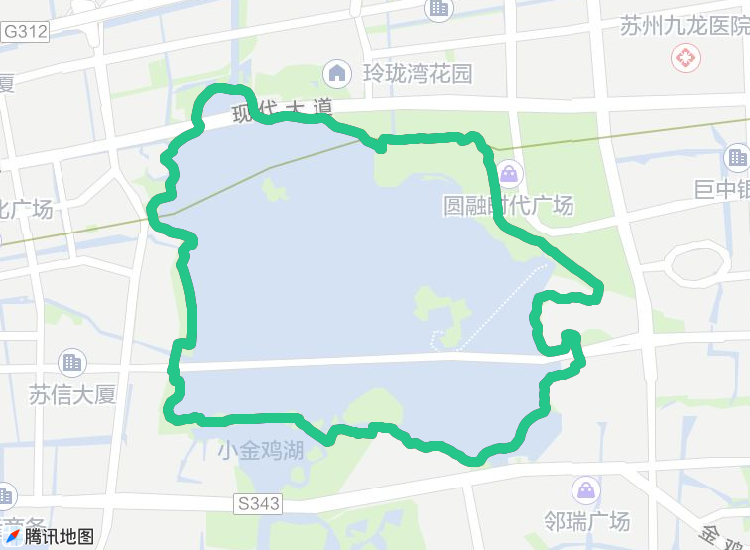 G312
苏州九龙医院
厦
玲珑湾花园
现代大道
圆融时代广场
巨中银
广场
苏信大厦
小金鸡湖
S343
邻瑞广场
商务
腾讯地图
金鸡